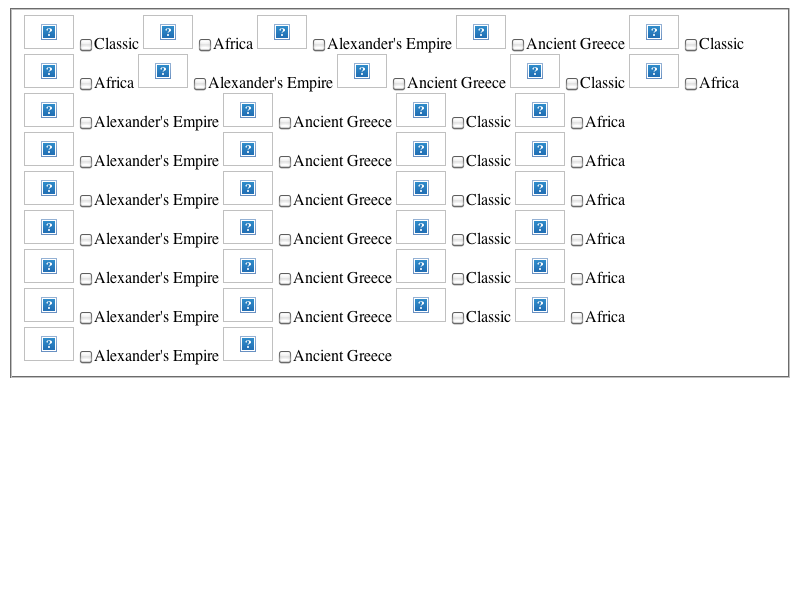 ? Classic ? Africa ? Alexander's Empire ? Ancient Greece ? Classic
? Africa ? Alexander's Empire ? Ancient Greece ? Classic ? Africa
? Alexander's Empire ? Ancient Greece ? Classic ? Africa
? Alexander's Empire ? Ancient Greece ? Classic ? Africa
? Alexander's Empire ? Ancient Greece ? Classic ? Africa
? Alexander's Empire ? Ancient Greece ? Classic ? Africa
? Alexander's Empire ? Ancient Greece ? Classic ? Africa
? Alexander's Empire ? Ancient Greece ? Classic ? Africa
? Alexander's Empire ? Ancient Greece